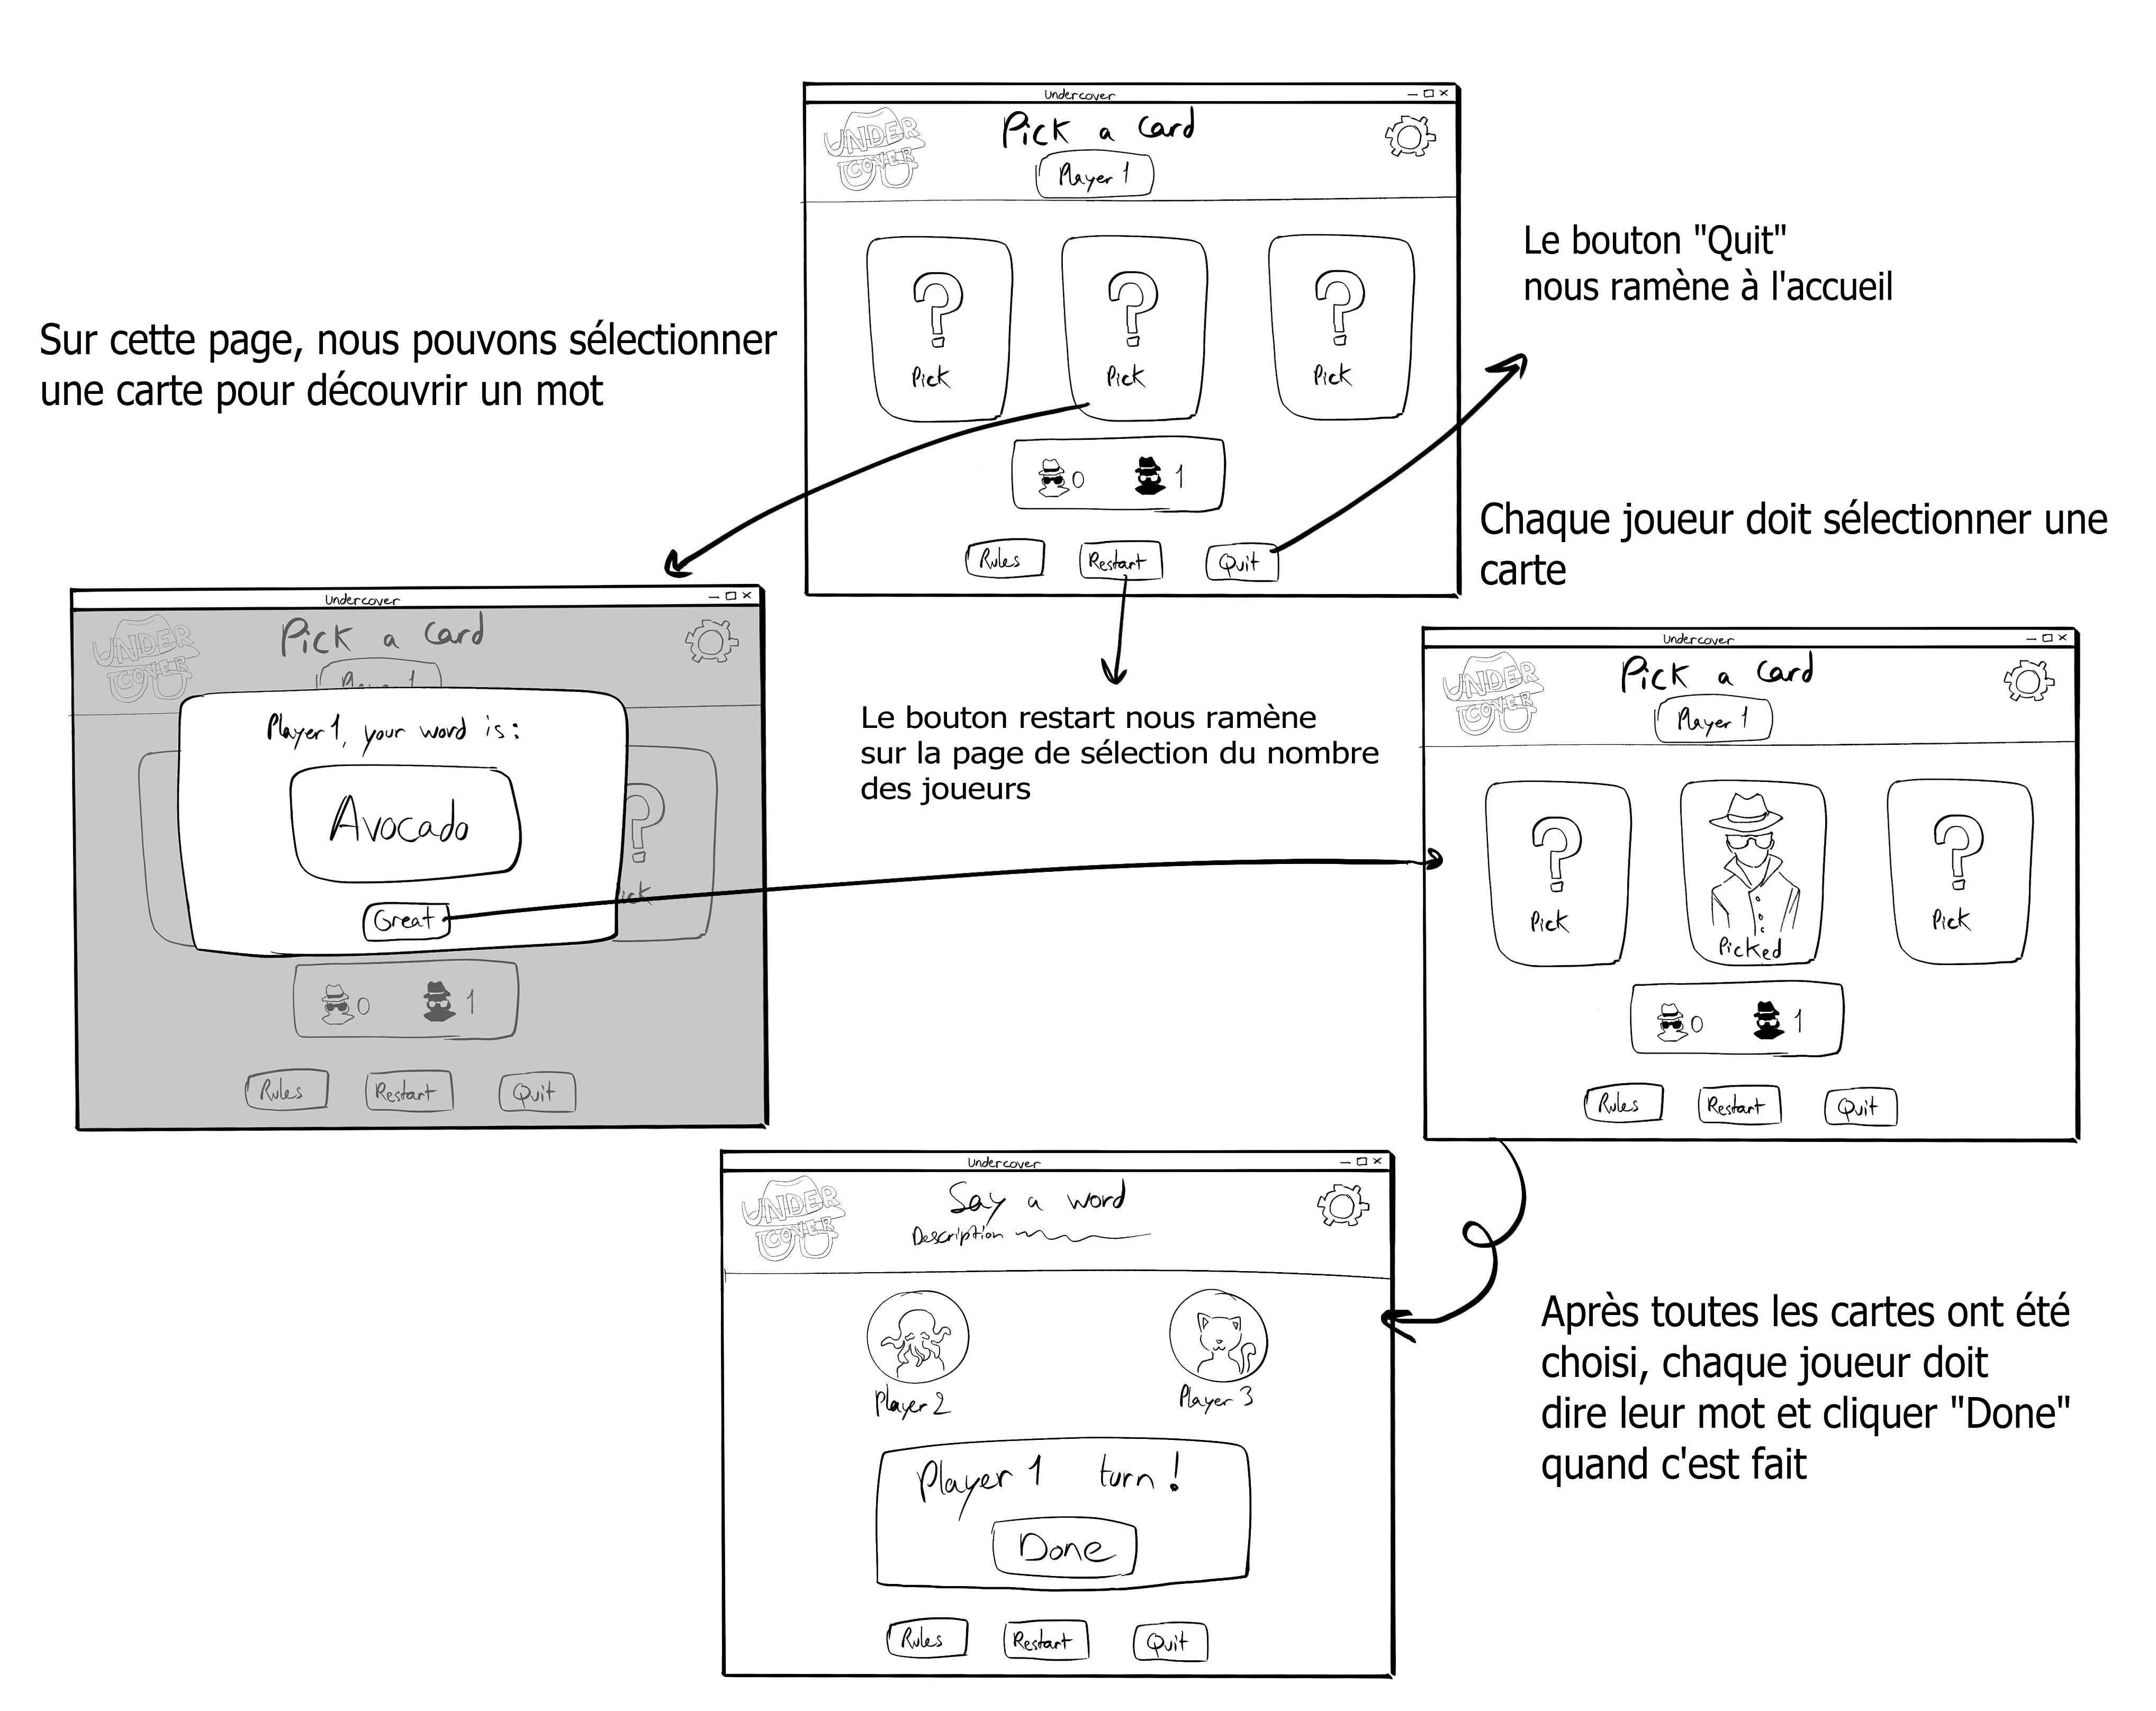 Undercover
UNDER
COVER
Pick a card
Player 1
Pick
Pick
Pick
0
1
Rules
Restart
Quit
Le bouton "Quit"
nous ramène à l'accueil
Sur cette page, nous pouvons sélectionner
une carte pour découvrir un mot
Chaque joueur doit sélectionner une
carte
Undercover
UNDER
COVER
Pick a card
Player 1
Player 1, your word is:
Avocado
Great
ick
0
1
Rules
Restart
Quit
Le bouton restart nous ramène
sur la page de sélection du nombre
des joueurs
Undercover
UNDER
COVER
Pick a card
Player 1
Pick
Picked
Pick
0
1
Rules
Restart
Quit
Undercover
UNDER
COVER
Say a word
Description
Player 2
Player 3
Player 1 turn!
Done
Rules
Restart
Quit
Après toutes les cartes ont été
choisi, chaque joueur doit
dire leur mot et cliquer "Done"
quand c'est fait